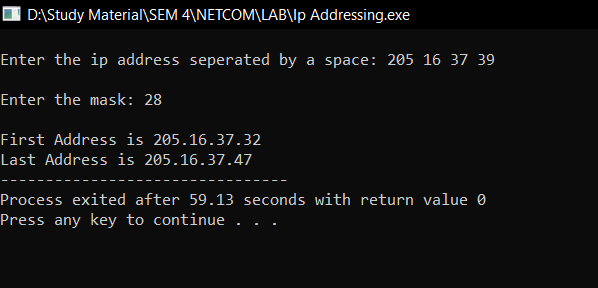 D:\Study Material\SEM 4\NETCOM\LAB\Ip Addressing.exe
Enter the ip address seperated by a space: 205 16 37 39
Enter the mask: 28
First Address is 205.16.37.32
Last Address is 205.16.37.47
--------------------------------
Process exited after 59.13 seconds with return value 0
Press any key to continue . . .